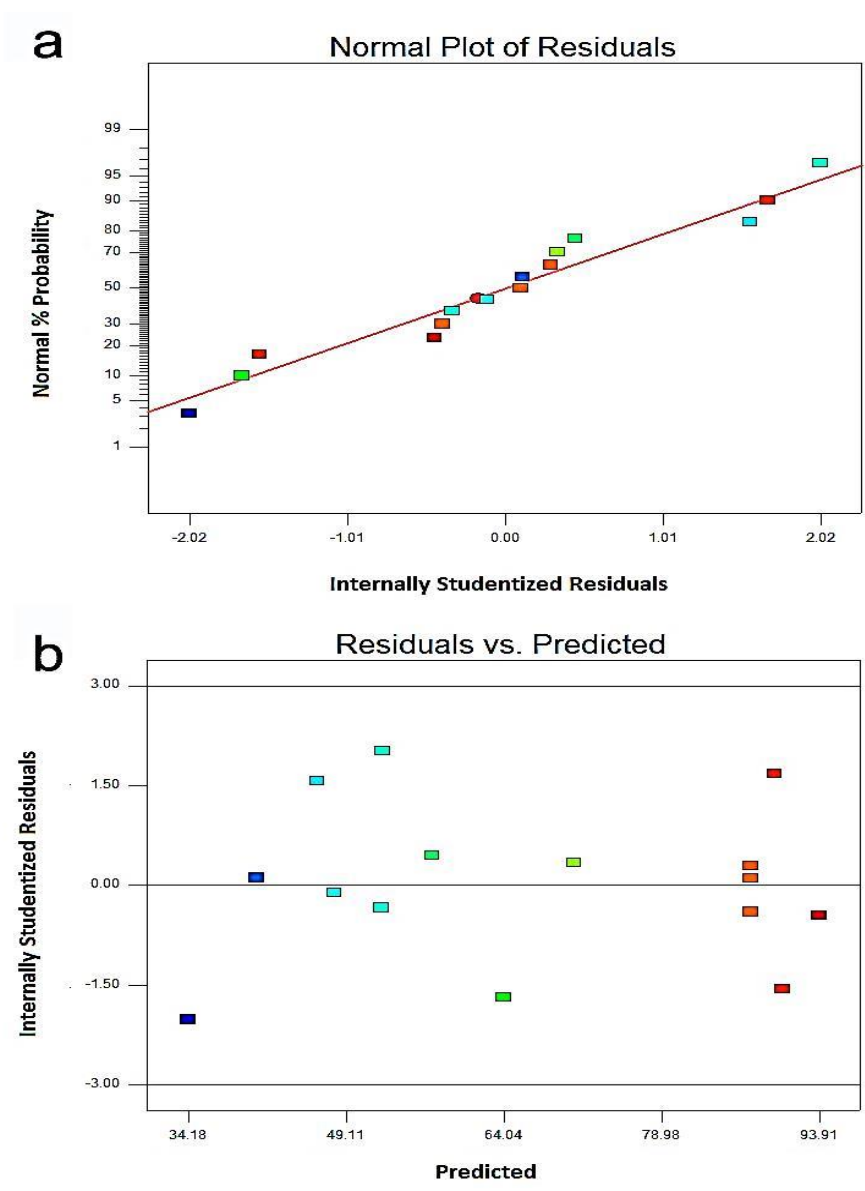 a
Normal Plot of Residuals
99
95
90
80
70
50
30
20
10
5
1
Normal % Probability
-2.02 -1.01 0.00 1.01 2.02
Internally Studentized Residuals
b
Residuals vs. Predicted
3.00
1.50
0.00
-1.50
-3.00
Internally Studentized Residuals
34.18 49.11 64.04 78.98 93.91
Predicted